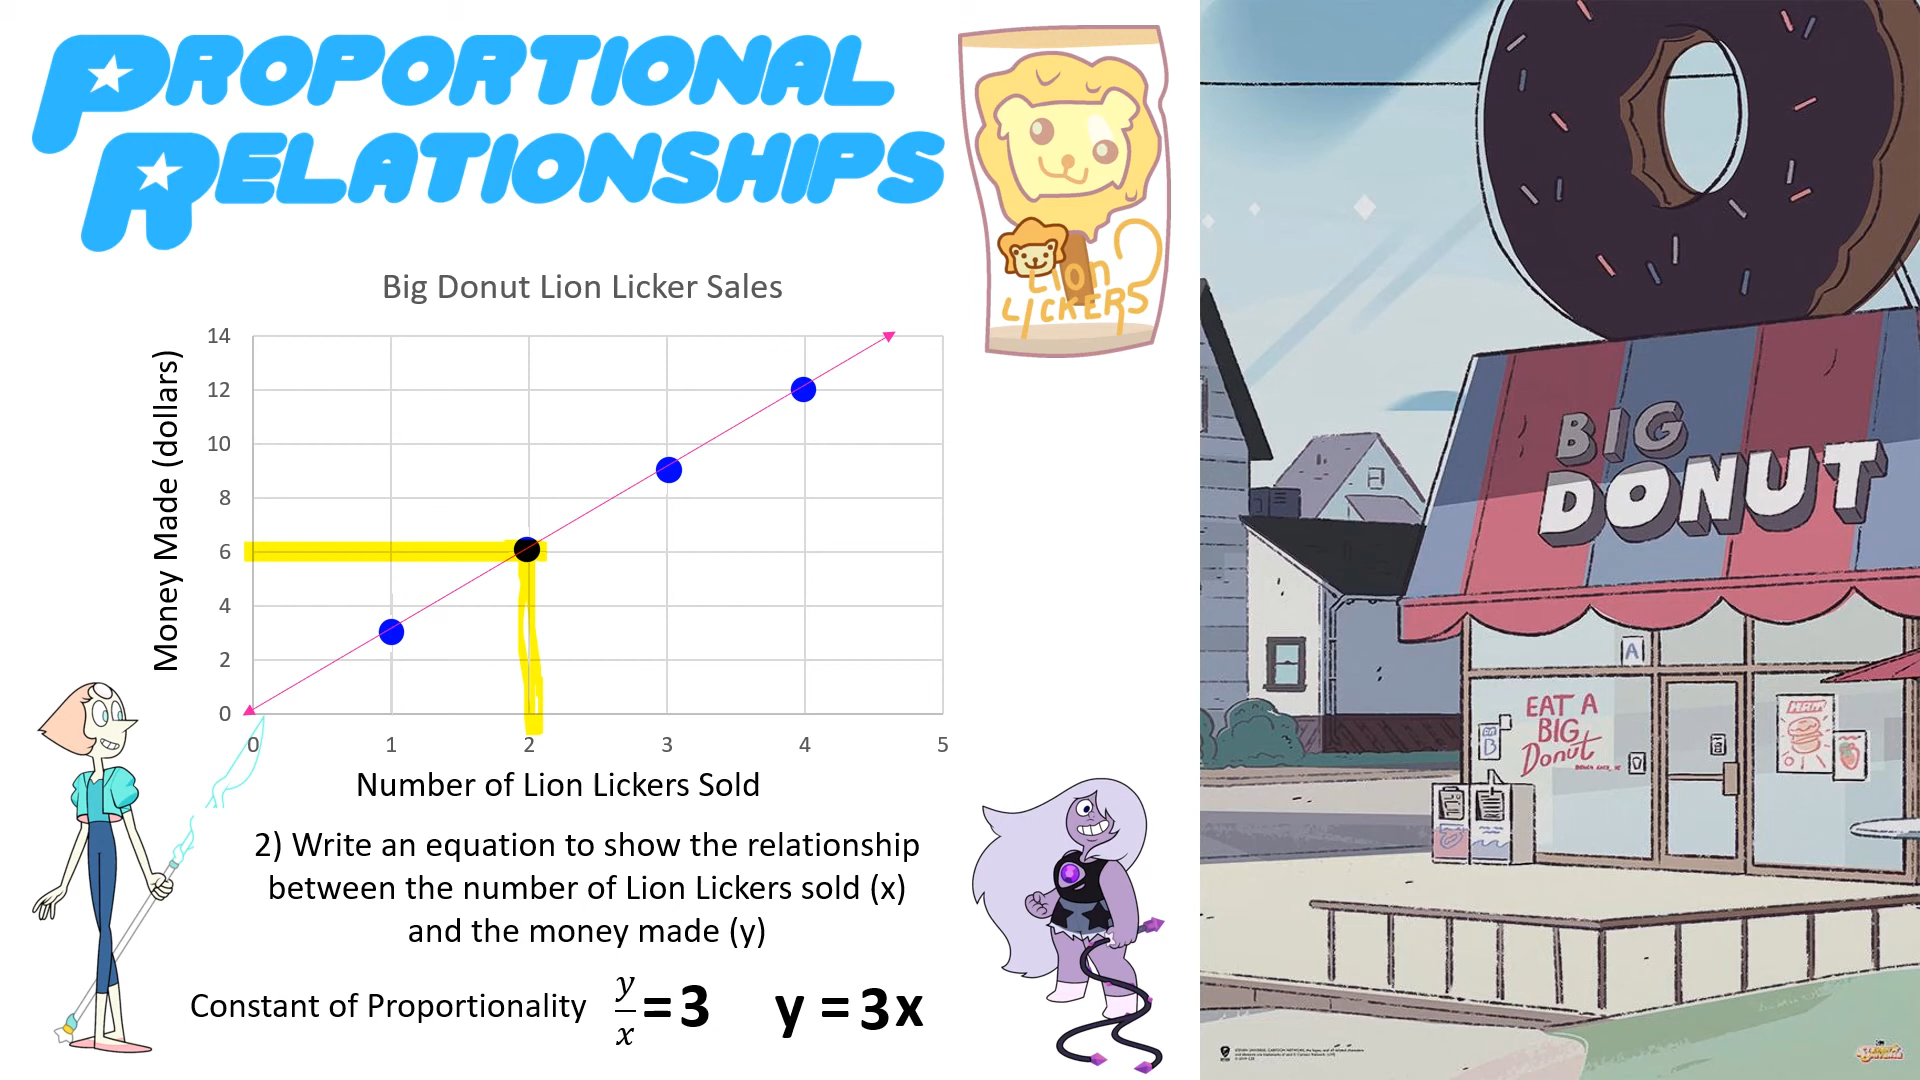 PROPORTIONAL
RELATIONSHIPS
Lion
LICKERS
Big Donut Lion Licker Sales
Money Made (dollars)
14
12
10
8
6
4
2
0
0 1 2 3 4 5
Number of Lion Lickers Sold
2) Write an equation to show the relationship
between the number of Lion Lickers sold (x)
and the money made (y)
Constant of Proportionality y/x = 3 y = 3x
BIG
DONUT
A
EAT A
BIG
Donut
B